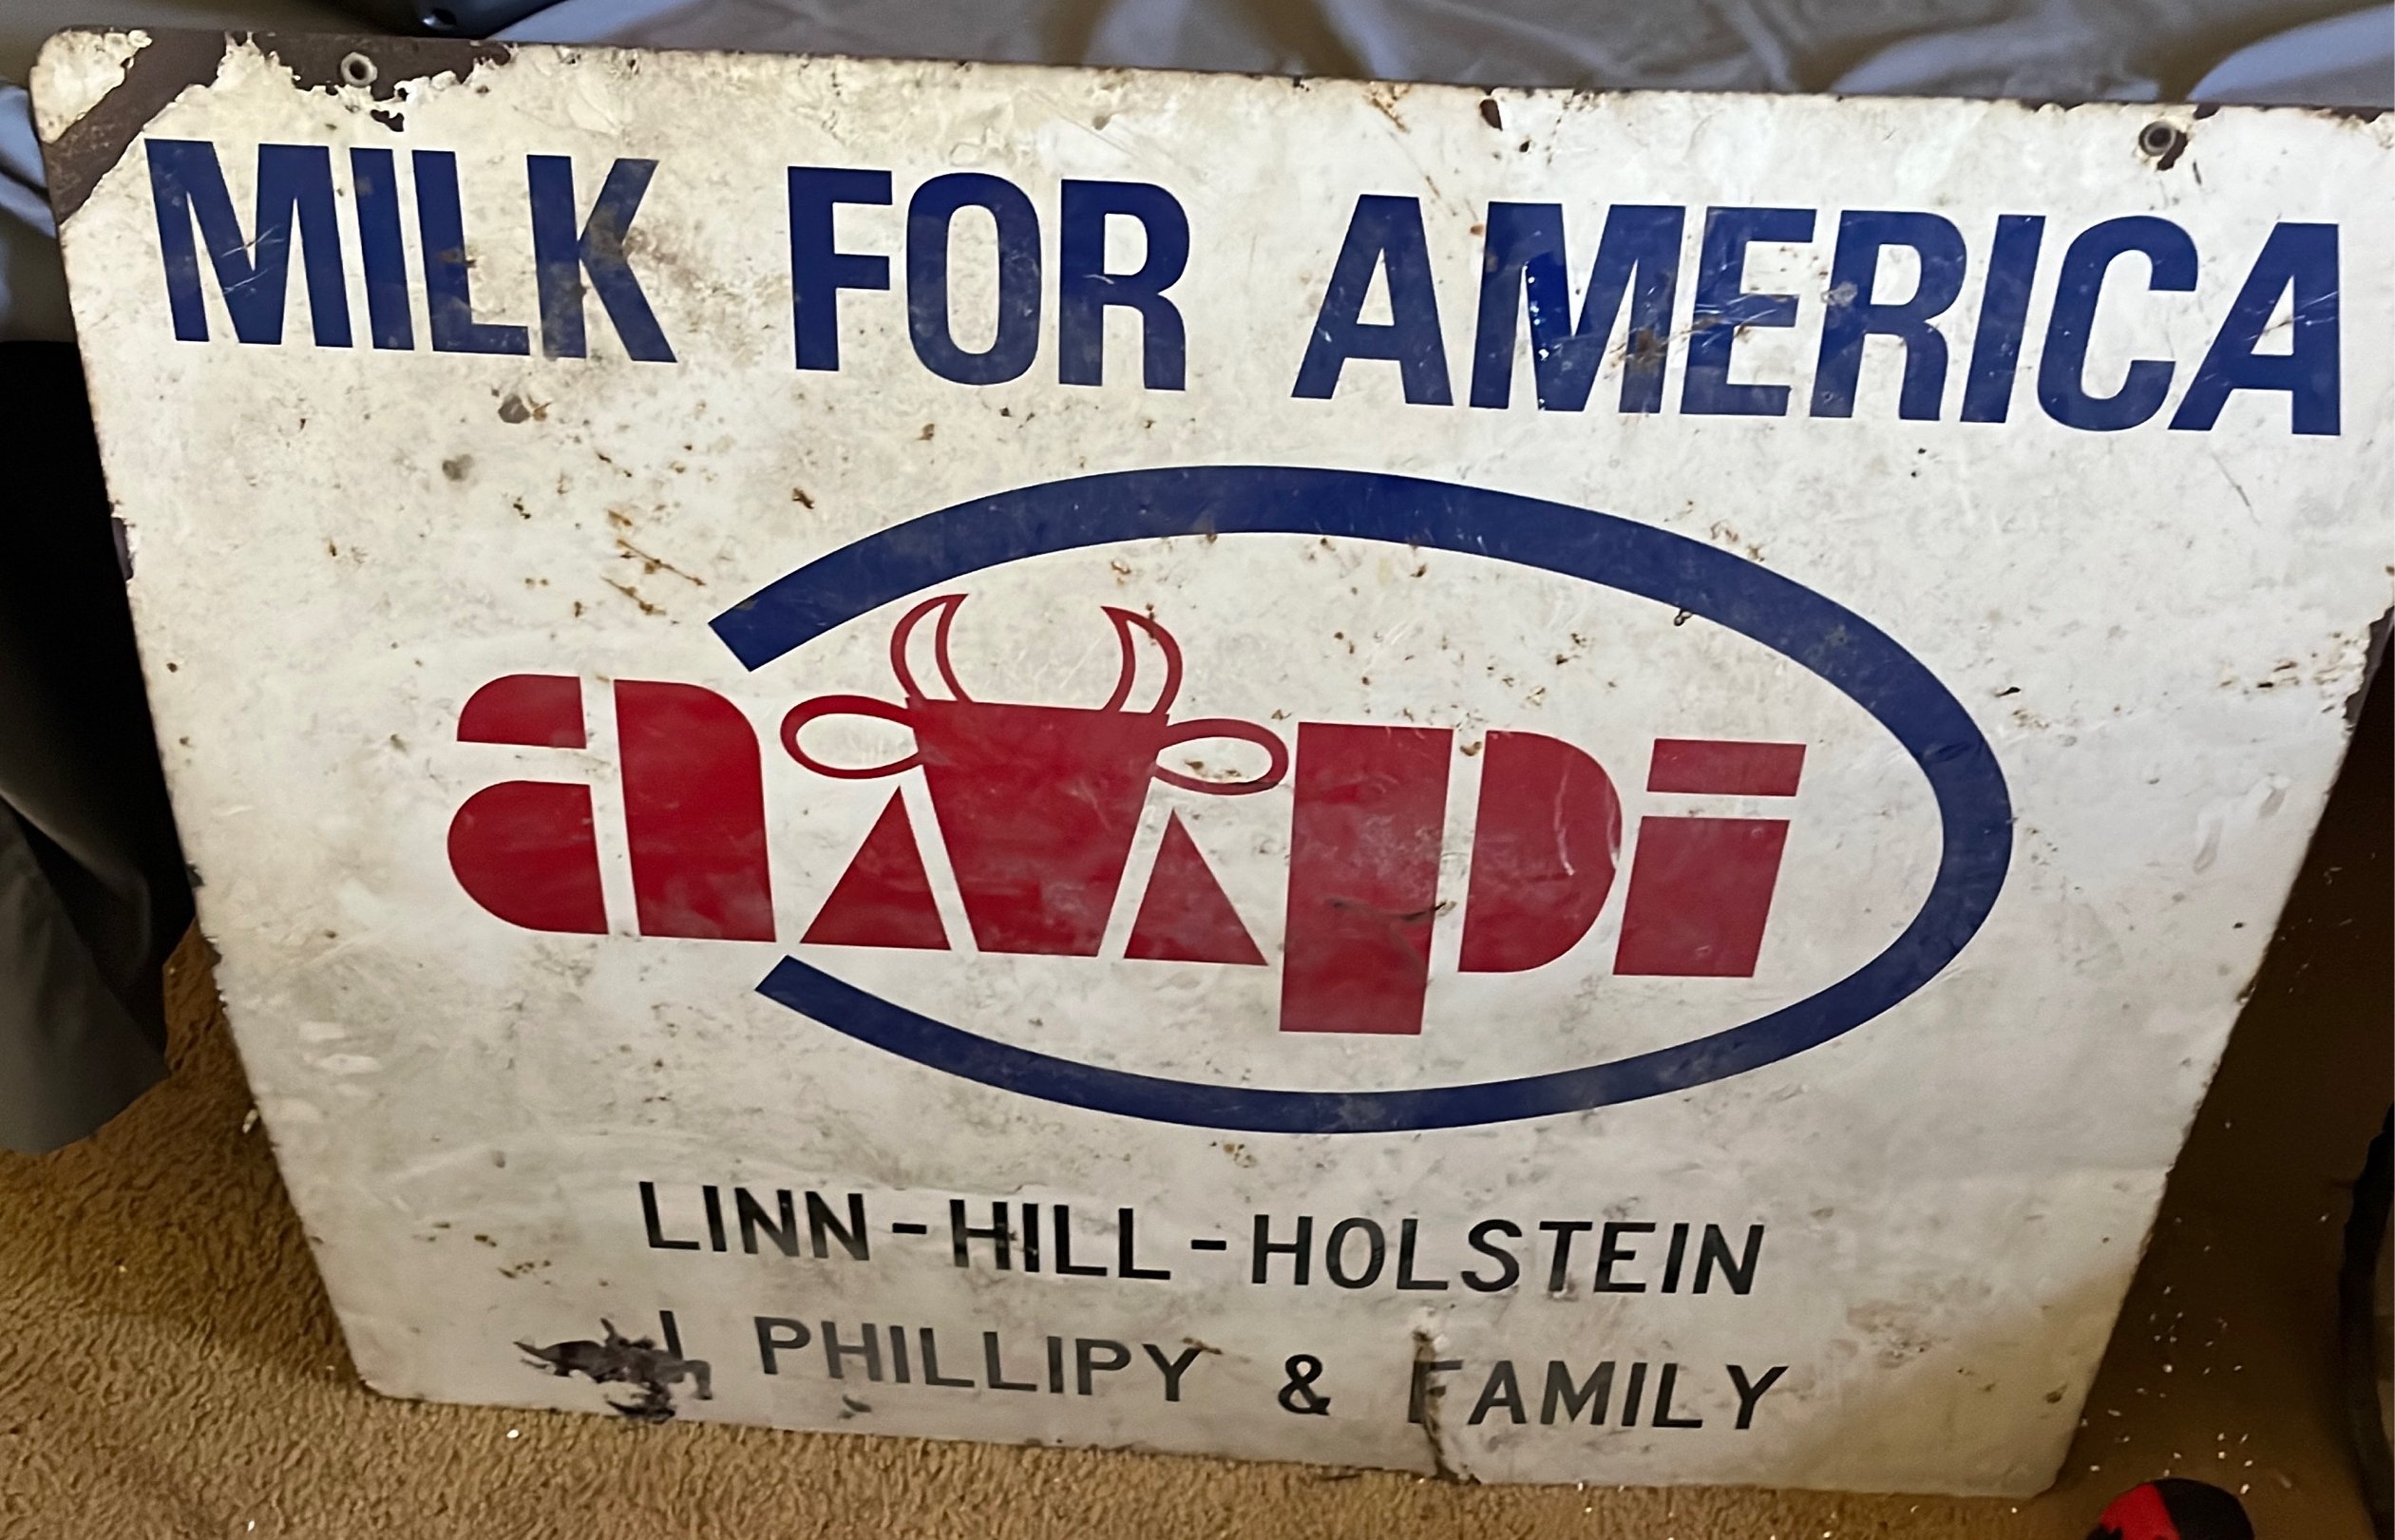 MILK FOR AMERICA
ampi
LINN-HILL-HOLSTEIN
PHILLIPY & FAMILY